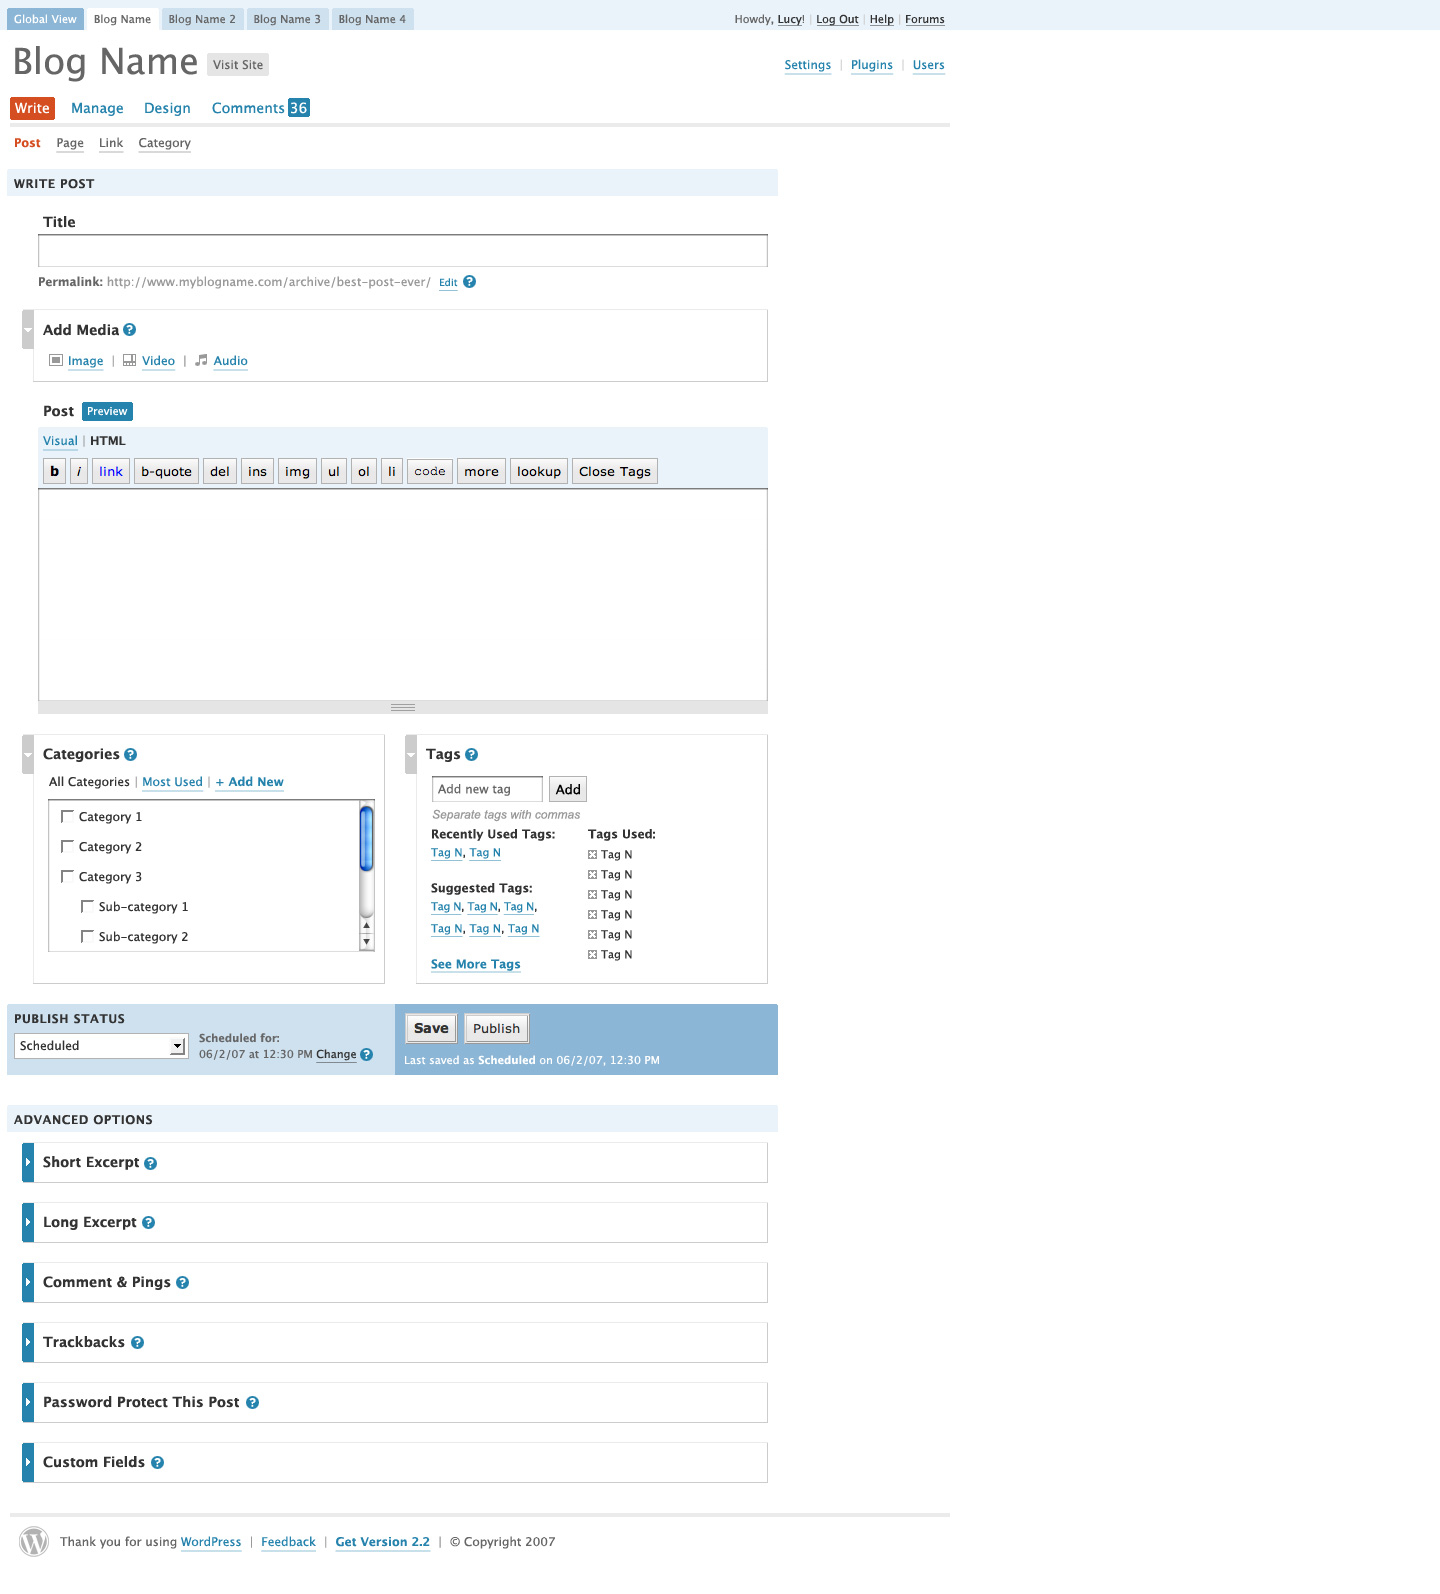 Global View Blog Name Blog Name 2 Blog Name 3 Blog Name 4 Howdy, Lucy! | Log Out | Help | Forums
Blog Name Visit Site Settings | Plugins | Users
Write Manage Design Comments 36
Post Page Link Category
WRITE POST
Title
Permalink: http://www.myblogname.com/archive/best-post-ever/ Edit ?
Add Media ?
Image | Video | Audio
Post Preview
Visual | HTML
b i link b-quote del ins img ul ol li code more lookup Close Tags
Categories ?
All Categories | Most Used | + Add New
Category 1
Category 2
Category 3
Sub-category 1
Sub-category 2
Tags ?
Add new tag Add
Separate tags with commas
Recently Used Tags:
Tag N, Tag N
Suggested Tags:
Tag N, Tag N, Tag N,
Tag N, Tag N, Tag N
See More Tags
Tags Used:
Tag N
Tag N
Tag N
Tag N
Tag N
Tag N
PUBLISH STATUS
Scheduled
Scheduled for:
06/2/07 at 12:30 PM Change ?
Save Publish
Last saved as Scheduled on 06/2/07, 12:30 PM
ADVANCED OPTIONS
Short Excerpt ?
Long Excerpt ?
Comment & Pings ?
Trackbacks ?
Password Protect This Post ?
Custom Fields ?
Thank you for using WordPress | Feedback | Get Version 2.2 | © Copyright 2007